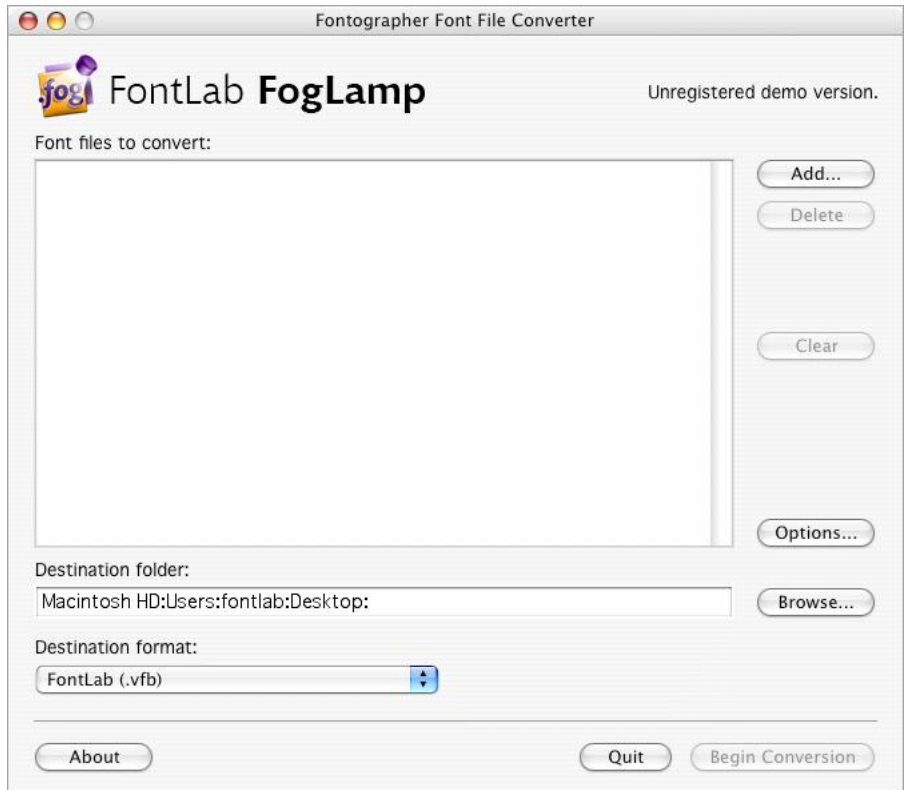 Fontographer Font File Converter
.fog FontLab FogLamp
Unregistered demo version.
Font files to convert:
Add...
Delete
Clear
Options...
Destination folder:
Macintosh HD:Users:fontlab:Desktop:
Browse...
Destination format:
FontLab (.vfb)
About
Quit
Begin Conversion